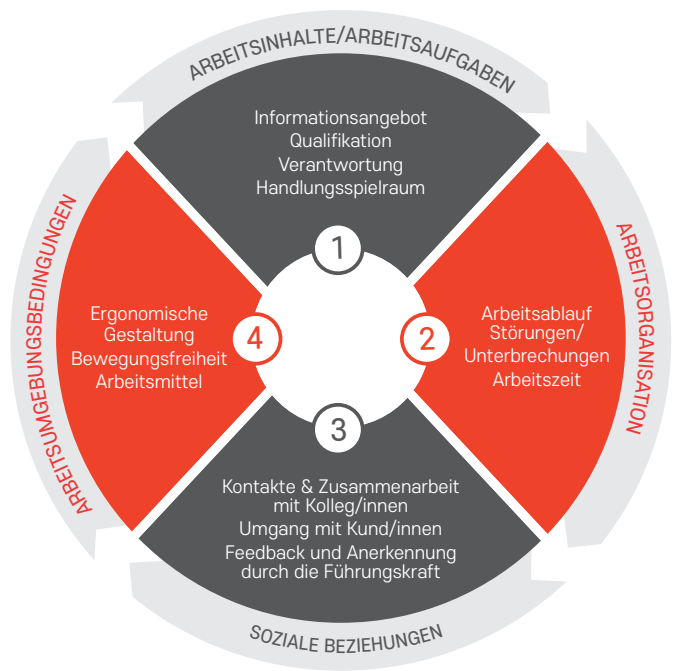 ARBEITSINHALTE/ARBEITSAUFGABEN
Informationsangebot
Qualifikation
Verantwortung
Handlungsspielraum
1
ARBEITSORGANISATION
2
Arbeitsablauf
Störungen/
Unterbrechungen
Arbeitszeit
3
Kontakte & Zusammenarbeit
mit Kolleg/innen
Umgang mit Kund/innen
Feedback und Anerkennung
durch die Führungskraft
SOZIALE BEZIEHUNGEN
ARBEITSUMGEBUNGSBEDINGUNGEN
Ergonomische
Gestaltung
Bewegungsfreiheit
Arbeitsmittel
4